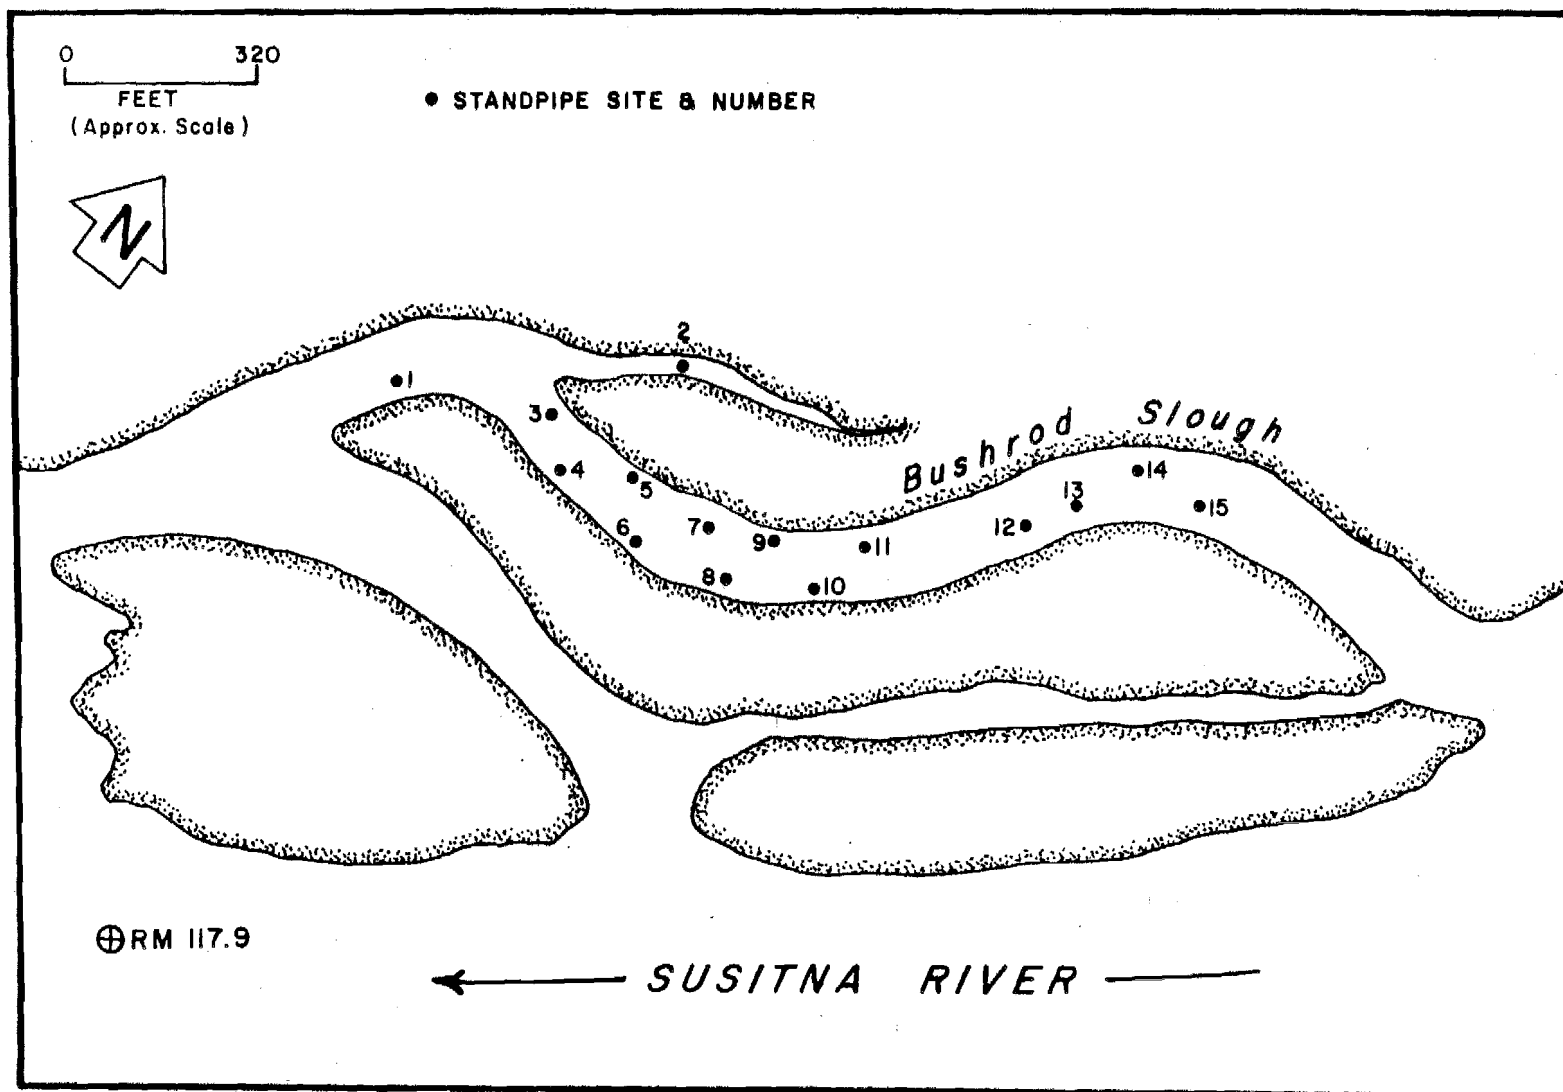 0 320
FEET
(Approx. Scale)
● STANDPIPE SITE & NUMBER
N
2
1
3
4
5
6
7
8
9
10
11
12
13
14
15
Bushrod Slough
RM 117.9
SUSITNA RIVER